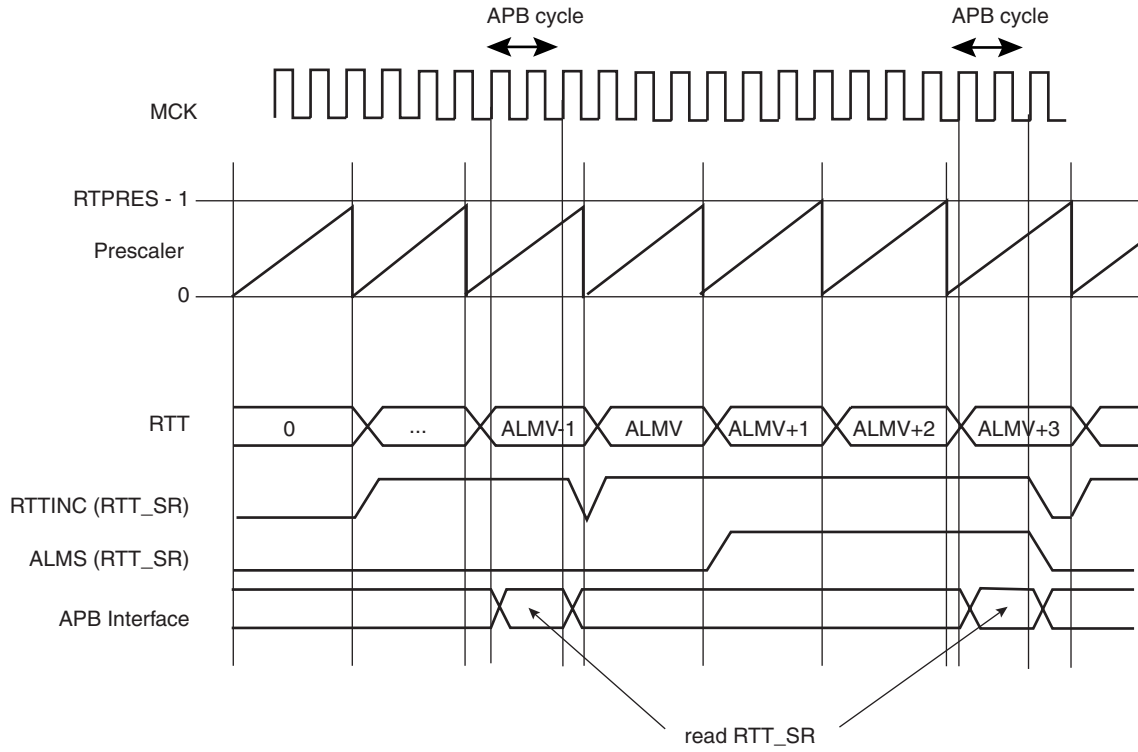 APB cycle
APB cycle
MCK
RTPRES - 1
Prescaler
0
RTT
0
...
ALMV-1
ALMV
ALMV+1
ALMV+2
ALMV+3
RTTINC (RTT_SR)
ALMS (RTT_SR)
APB Interface
read RTT_SR